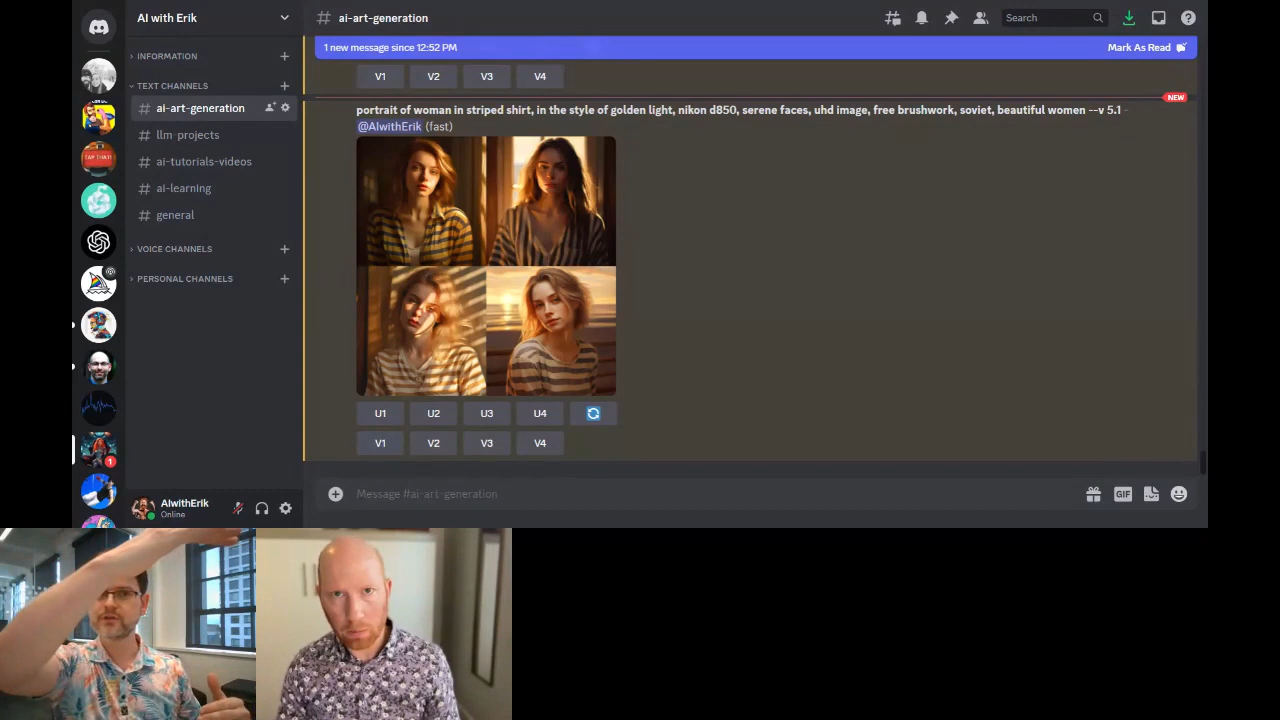 AI with Erik
# ai-art-generation
Search
1 new message since 12:52 PM
Mark As Read
INFORMATION
TEXT CHANNELS
# ai-art-generation
# llm-projects
# ai-tutorials-videos
# ai-learning
# general
VOICE CHANNELS
PERSONAL CHANNELS
V1 V2 V3 V4
NEW
portrait of woman in striped shirt, in the style of golden light, nikon d850, serene faces, uhd image, free brushwork, soviet, beautiful women --v 5.1 -
@AIwithErik (fast)
U1 U2 U3 U4
V1 V2 V3 V4
Message #ai-art-generation
GIF
AIwithErik
Online
1